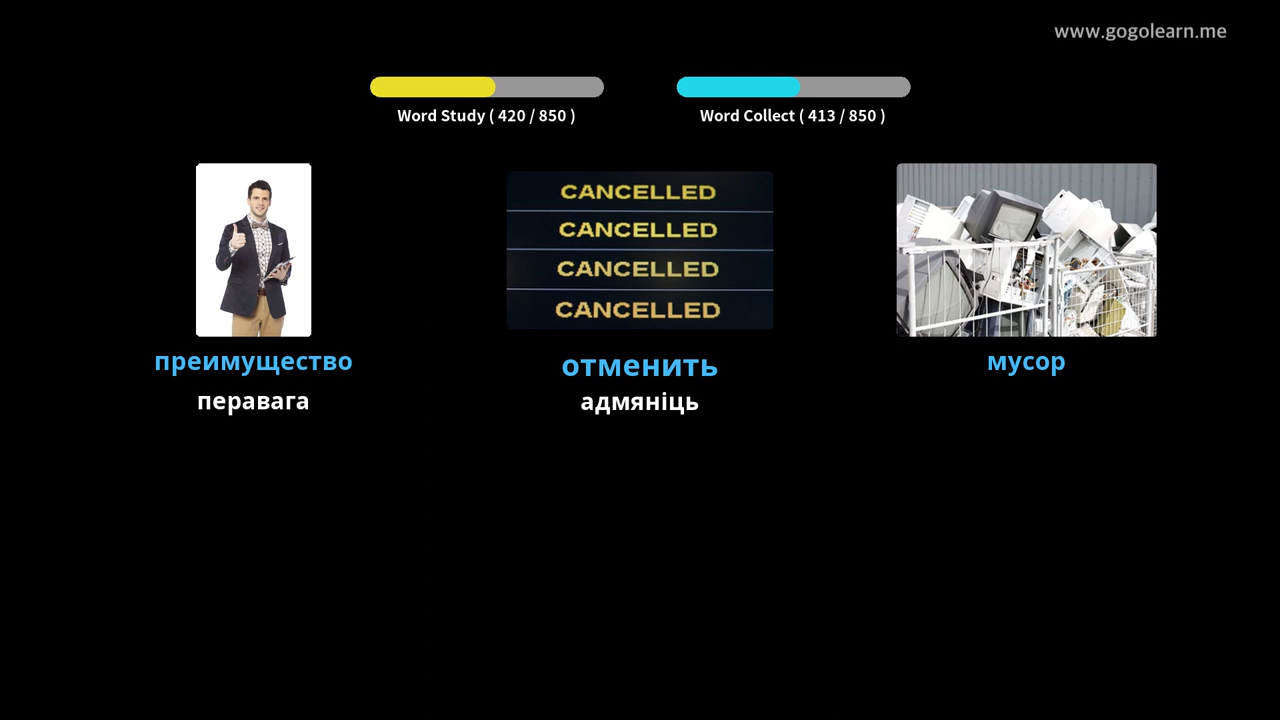 www.gogolearn.me
Word Study ( 420 / 850 )
Word Collect ( 413 / 850 )
CANCELLED
CANCELLED
CANCELLED
CANCELLED
преимущество
отменить
мусор
перавага
адмяніць